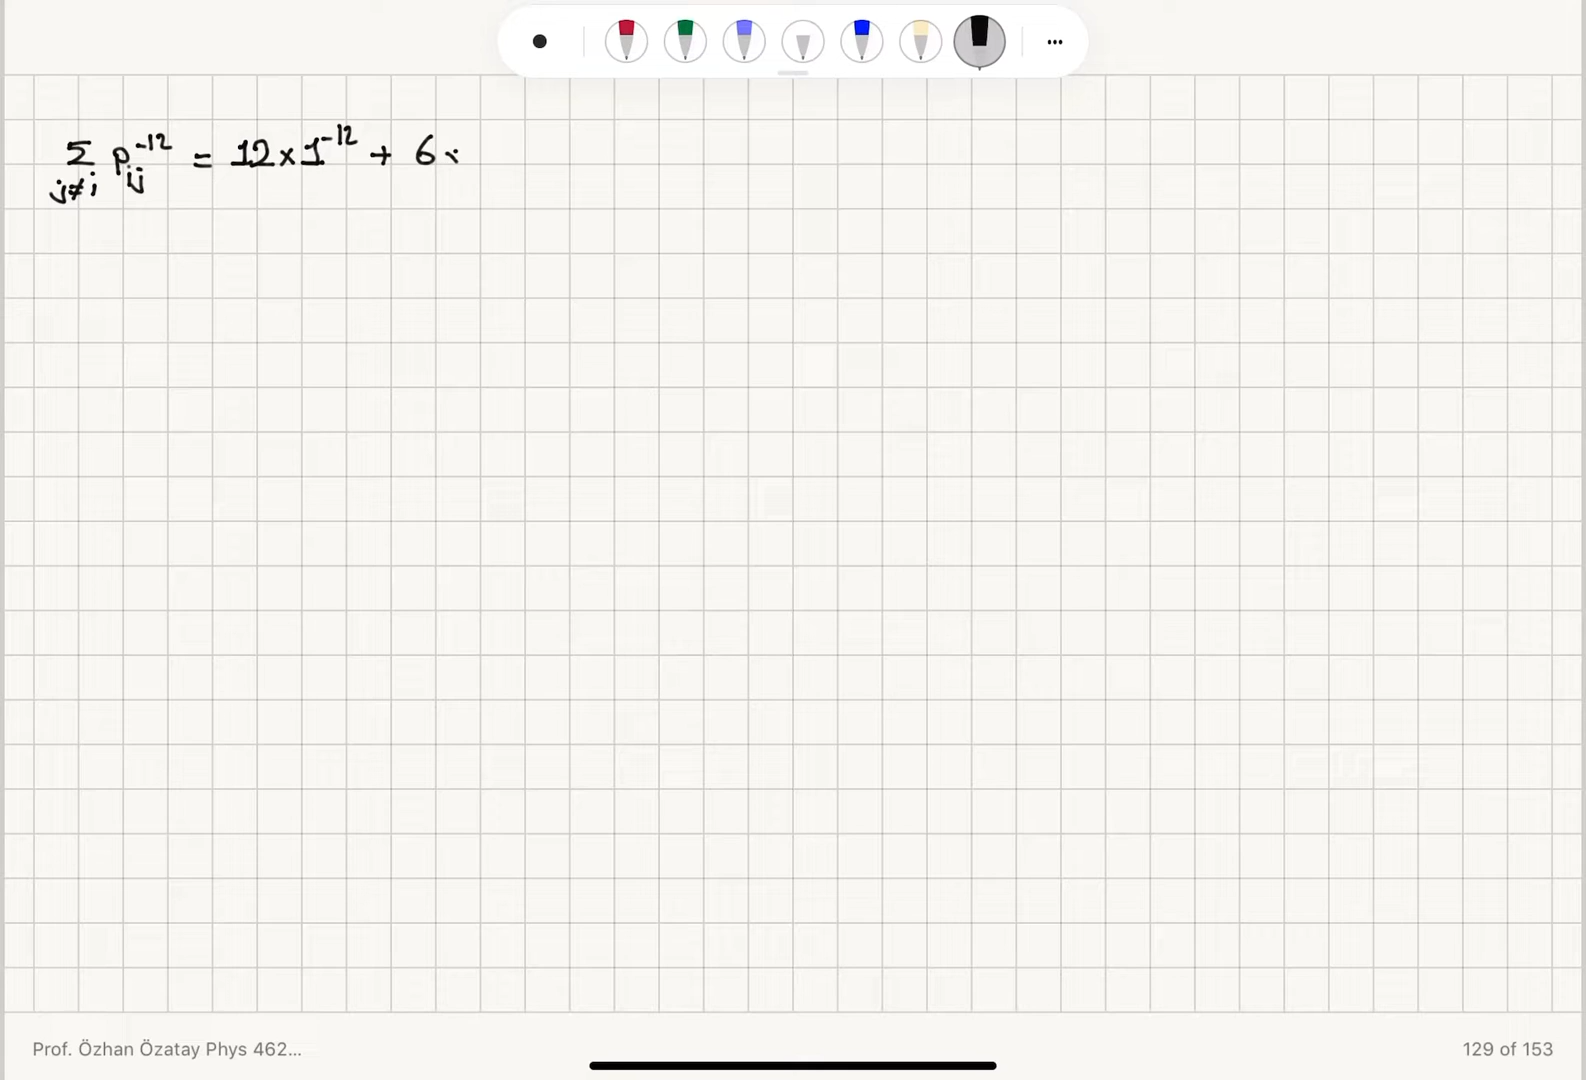 Σ p_ij^-12 = 12×1^-12 + 6·
j≠i
Prof. Özhan Özatay Phys 462...
129 of 153